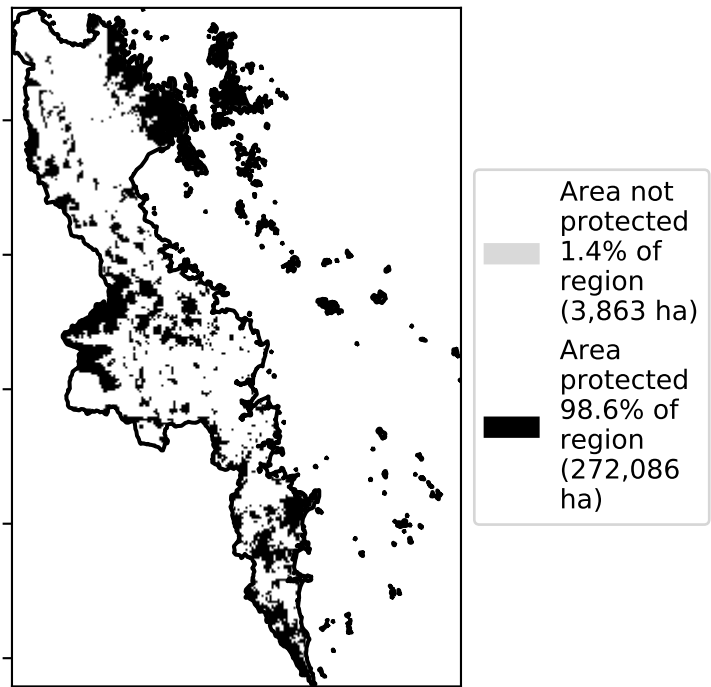 Area not
protected
1.4% of
region
(3,863 ha)
Area
protected
98.6% of
region
(272,086
ha)